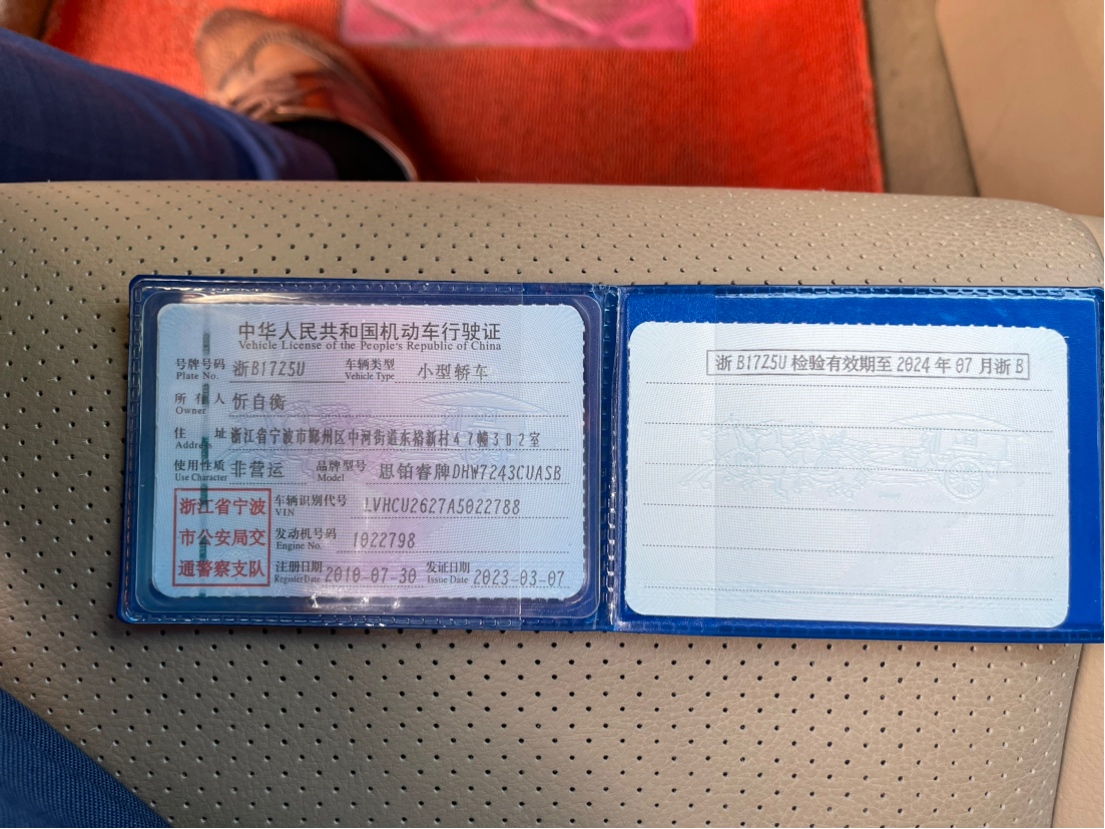 中华人民共和国机动车行驶证
Vehicle License of the People's Republic of China
号牌号码 Plate No. 浙B17Z5U 车辆类型 Vehicle Type 小型轿车
所有人 Owner 忻自衡
住址 Address 浙江省宁波市鄞州区中河街道东裕新村47幢302室
使用性质 Use Character 非营运 品牌型号 Model 思铂睿牌DHW7243CUASB
浙江省宁波
市公安局交
通警察支队
车辆识别代号 VIN LVHCU2627A5022788
发动机号码 Engine No. 1022798
注册日期 Register Date 2010-07-30 发证日期 Issue Date 2023-03-07
浙B17Z5U检验有效期至2024年07月浙B